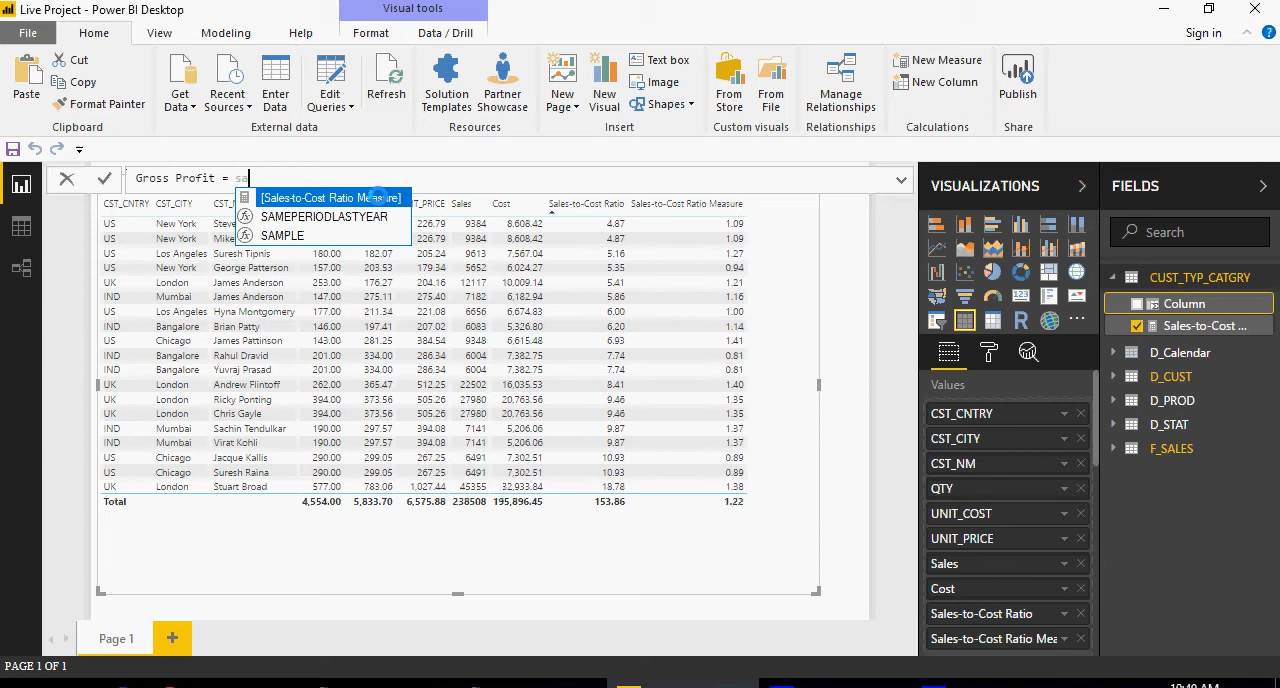 Live Project - Power BI Desktop
Visual tools
File Home View Modeling Help Format Data / Drill Sign in
Paste
Cut
Copy
Format Painter
Get Data
Recent Sources
Enter Data
Edit Queries
Refresh
Solution Templates
Partner Showcase
New Page
New Visual
Text box
Image
Shapes
From Store
From File
Manage Relationships
New Measure
New Column
Publish
Clipboard External data Resources Insert Custom visuals Relationships Calculations Share
Gross Profit = sa
[Sales-to-Cost Ratio Measure]
SAMEPERIODLASTYEAR
SAMPLE
CST_CNTRY CST_CITY Sales Cost Sales-to-Cost Ratio Sales-to-Cost Ratio Measure
US New York 226.79 9384 8,608.42 4.87 1.09
US New York 9384 8,608.42 4.87 1.09
US Los Angeles Suresh Tipnis 180.00 182.07 205.24 9613 7,567.04 5.16 1.27
US New York George Patterson 157.00 203.53 179.34 5652 6,024.27 5.35 0.94
UK London James Anderson 253.00 176.27 204.16 12117 10,009.14 5.41 1.21
IND Mumbai James Anderson 147.00 275.11 275.40 7182 6,182.94 5.86 1.16
US Los Angeles Hyna Montgomery 177.00 211.34 6,674.83 6.00 1.00
IND Bangalore Brian Patty 146.00 197.41 207.02 6083 5,326.80 6.20 1.14
US Chicago James Pattinson 143.00 281.25 384.54 9348 6,615.48 6.93 1.41
IND Bangalore Rahul Dravid 201.00 334.00 286.34 6004 7,382.75 7.74 0.81
IND Bangalore Yuvraj Prasad 201.00 334.00 286.34 6004 7,382.75 7.74 0.81
UK London Andrew Flintoff 262.00 365.47 512.25 22502 16,035.53 8.41 1.40
UK London Ricky Ponting 394.00 373.56 505.26 27980 20,763.56 9.46 1.35
UK London Chris Gayle 394.00 373.56 505.26 27980 20,763.56 9.46 1.35
IND Mumbai Sachin Tendulkar 190.00 297.57 394.08 7141 5,206.06 9.87 1.37
IND Mumbai Virat Kohli 190.00 297.57 394.08 7141 5,206.06 9.87 1.37
US Chicago Jacque Kallis 290.00 299.05 267.25 6491 7,302.51 10.93 0.89
US Chicago Suresh Raina 290.00 299.05 267.25 6491 7,302.51 10.93 0.89
UK London Stuart Broad 577.00 783.06 1,027.44 45355 32,933.84 18.78 1.38
Total 4,554.00 5,833.70 6,575.88 238508 195,896.45 153.86 1.22
VISUALIZATIONS
Values
CST_CNTRY
CST_CITY
CST_NM
QTY
UNIT_COST
UNIT_PRICE
Sales
Cost
Sales-to-Cost Ratio
Sales-to-Cost Ratio Mea
FIELDS
Search
CUST_TYP_CATGRY
Column
Sales-to-Cost ...
D_Calendar
D_CUST
D_PROD
D_STAT
F_SALES
Page 1
PAGE 1 OF 1